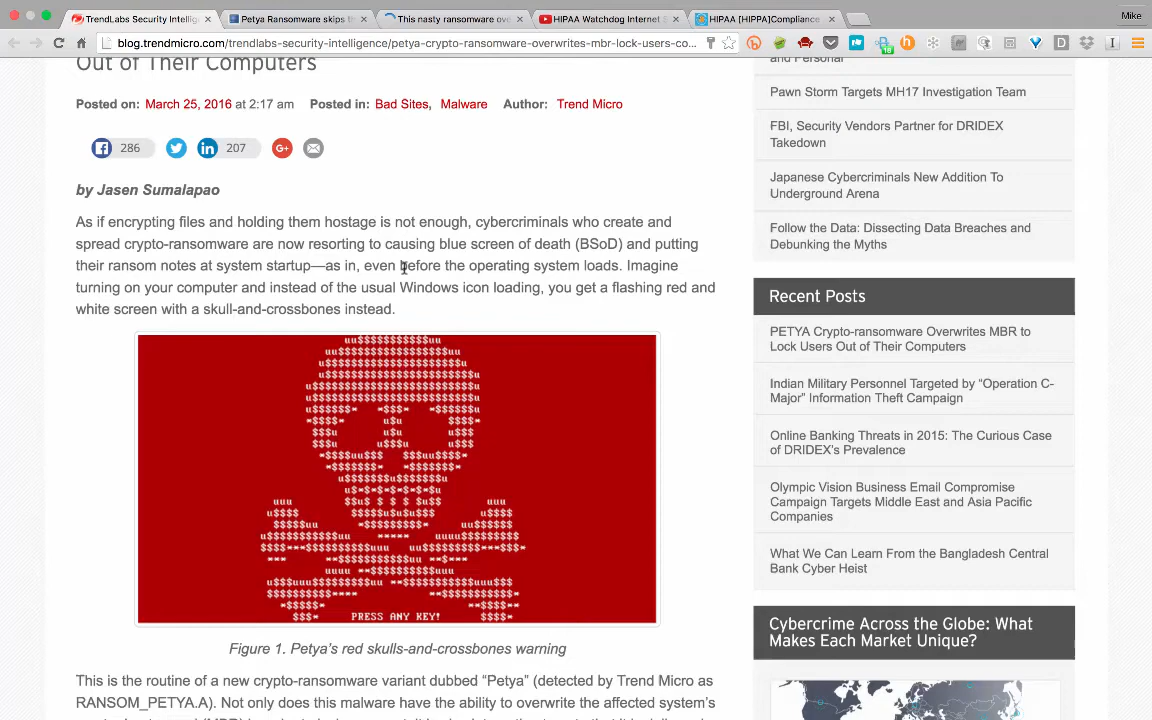 TrendLabs Security Intellig
Petya Ransomware skips th
This nasty ransomware ove
HIPAA Watchdog Internet S
HIPAA [HIPPA]Compliance
Mike
blog.trendmicro.com/trendlabs-security-intelligence/petya-crypto-ransomware-overwrites-mbr-lock-users-co...
18
Out of Their Computers
Posted on: March 25, 2016 at 2:17 am Posted in: Bad Sites, Malware Author: Trend Micro
286
207
G+
by Jasen Sumalapao
As if encrypting files and holding them hostage is not enough, cybercriminals who create and
spread crypto-ransomware are now resorting to causing blue screen of death (BSoD) and putting
their ransom notes at system startup—as in, even before the operating system loads. Imagine
turning on your computer and instead of the usual Windows icon loading, you get a flashing red and
white screen with a skull-and-crossbones instead.
PRESS ANY KEY!
Figure 1. Petya's red skulls-and-crossbones warning
This is the routine of a new crypto-ransomware variant dubbed “Petya” (detected by Trend Micro as
RANSOM_PETYA.A). Not only does this malware have the ability to overwrite the affected system's
and Personal
Pawn Storm Targets MH17 Investigation Team
FBI, Security Vendors Partner for DRIDEX
Takedown
Japanese Cybercriminals New Addition To
Underground Arena
Follow the Data: Dissecting Data Breaches and
Debunking the Myths
Recent Posts
PETYA Crypto-ransomware Overwrites MBR to
Lock Users Out of Their Computers
Indian Military Personnel Targeted by “Operation C-
Major” Information Theft Campaign
Online Banking Threats in 2015: The Curious Case
of DRIDEX's Prevalence
Olympic Vision Business Email Compromise
Campaign Targets Middle East and Asia Pacific
Companies
What We Can Learn From the Bangladesh Central
Bank Cyber Heist
Cybercrime Across the Globe: What
Makes Each Market Unique?